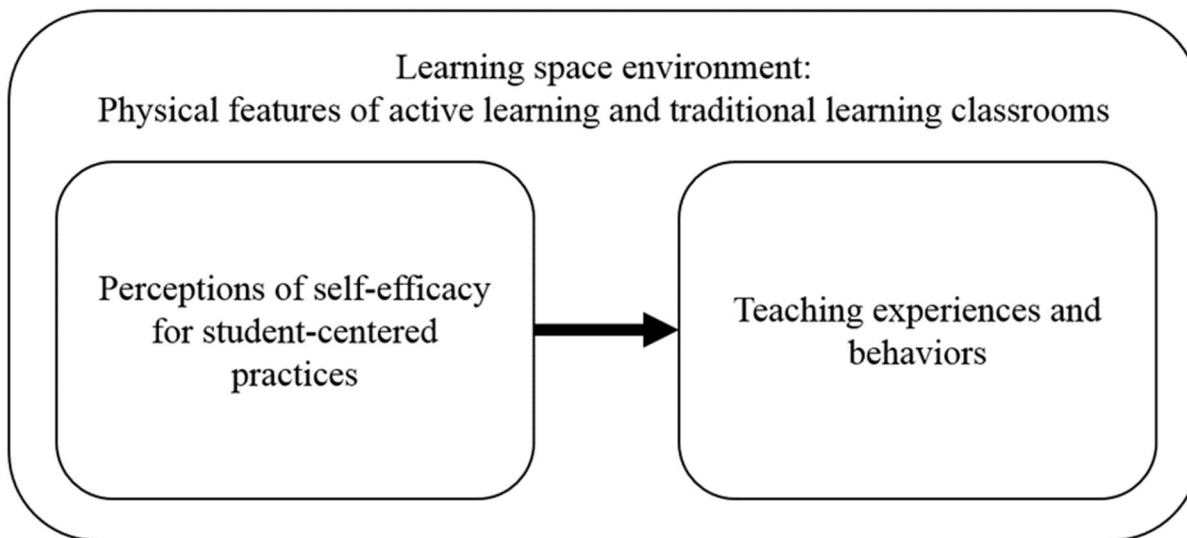 Learning space environment:
Physical features of active learning and traditional learning classrooms
Perceptions of self-efficacy
for student-centered
practices
Teaching experiences and
behaviors